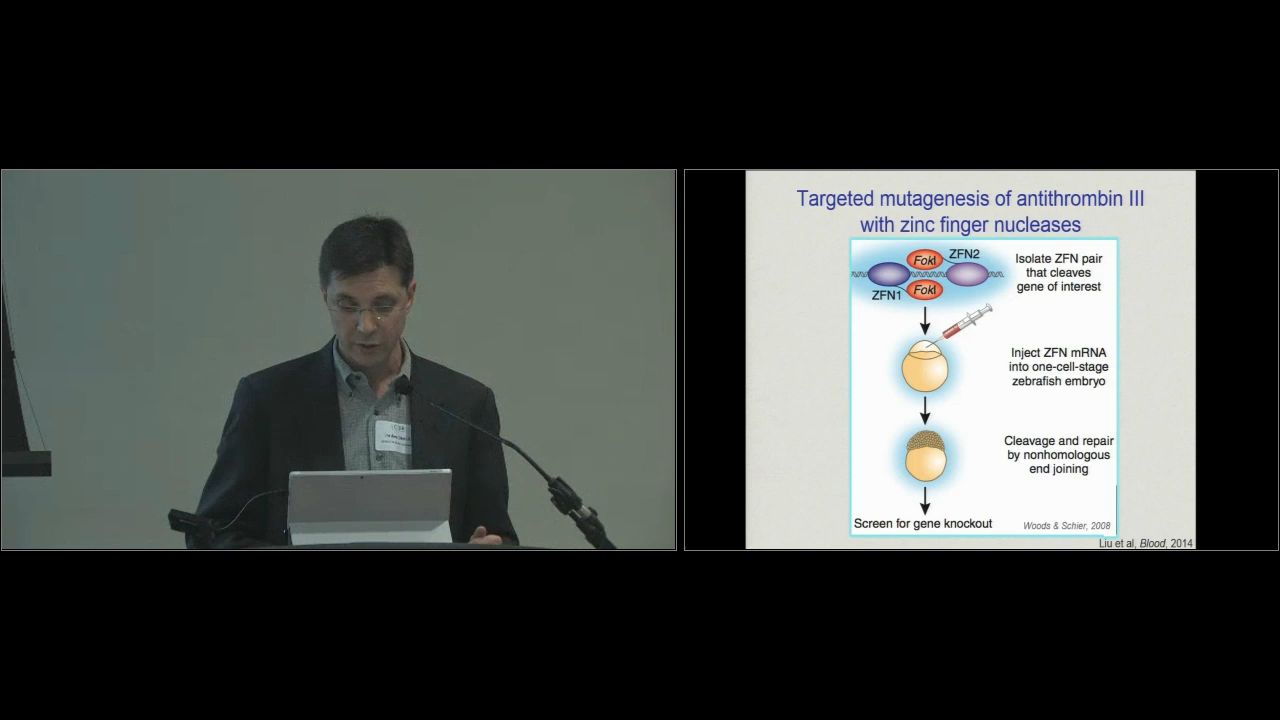 Targeted mutagenesis of antithrombin III
with zinc finger nucleases
FokI
ZFN2
ZFN1
FokI
Isolate ZFN pair
that cleaves
gene of interest
Inject ZFN mRNA
into one-cell-stage
zebrafish embryo
Cleavage and repair
by nonhomologous
end joining
Screen for gene knockout
Woods & Schier, 2008
Liu et al, Blood, 2014